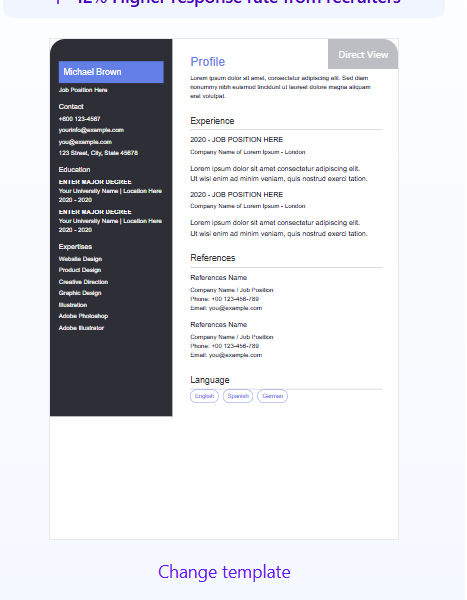 12% Higher response rate from recruiters
Direct View
Michael Brown
Job Position Here
Contact
+600 123-4567
yourinfo@example.com
you@example.com
123 Street, City, State 45678
Education
ENTER MAJOR DEGREE
Your University Name | Location Here
2020 - 2020
ENTER MAJOR DEGREE
Your University Name | Location Here
2020 - 2020
Expertises
Website Design
Product Design
Creative Direction
Graphic Design
Illustration
Adobe Photoshop
Adobe Illustrator
Profile
Lorem ipsum dolor sit amet, consectetur adipiscing elit. Sed diam
nonummy nibh euismod tincidunt ut laoreet dolore magna aliquam
erat volutpat.
Experience
2020 - JOB POSITION HERE
Company Name of Lorem Ipsum - London
Lorem ipsum dolor sit amet consectetur adipiscing elit.
Ut wisi enim ad minim veniam, quis nostrud exerci tation.
2020 - JOB POSITION HERE
Company Name of Lorem Ipsum - London
Lorem ipsum dolor sit amet consectetur adipiscing elit.
Ut wisi enim ad minim veniam, quis nostrud exerci tation.
References
References Name
Company Name / Job Position
Phone: +00 123-456-789
Email: you@example.com
References Name
Company Name / Job Position
Phone: +00 123-456-789
Email: you@example.com
Language
English Spanish German
Change template